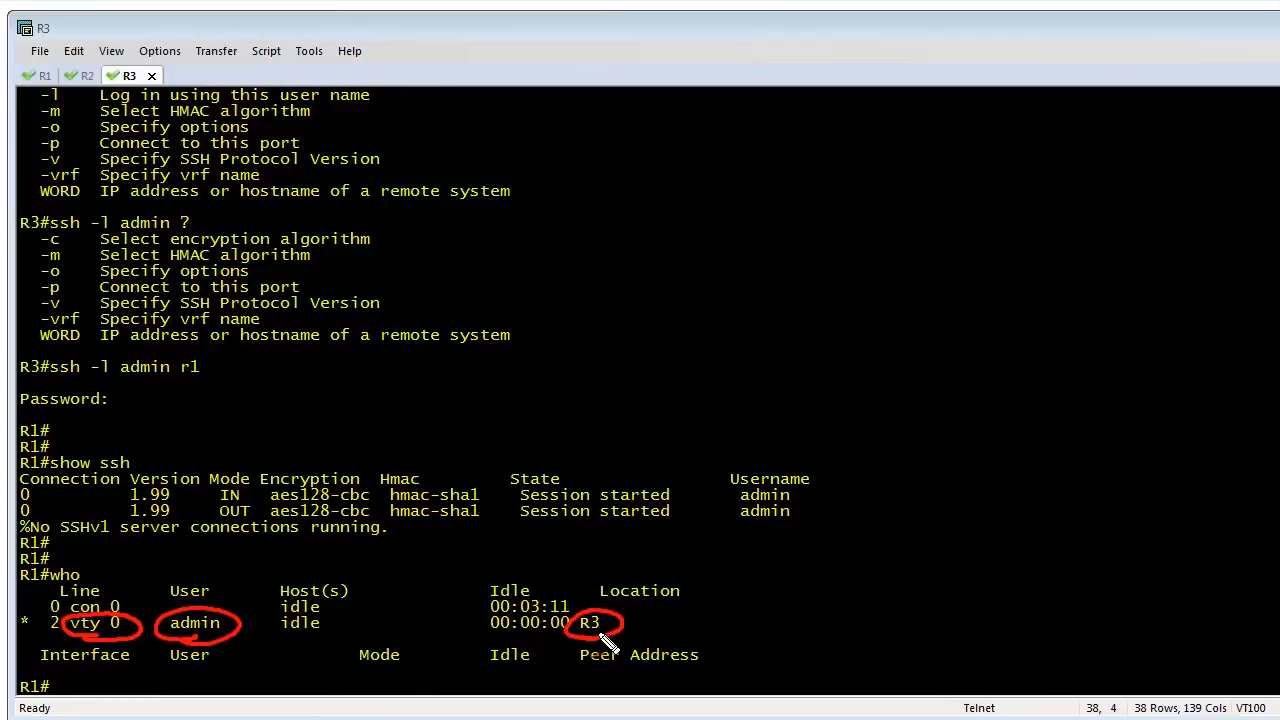 R3
File Edit View Options Transfer Script Tools Help
R1 R2 R3
-l Log in using this user name
-m Select HMAC algorithm
-o Specify options
-p Connect to this port
-v Specify SSH Protocol Version
-vrf Specify vrf name
WORD IP address or hostname of a remote system
R3#ssh -l admin ?
-c Select encryption algorithm
-m Select HMAC algorithm
-o Specify options
-p Connect to this port
-v Specify SSH Protocol Version
-vrf Specify vrf name
WORD IP address or hostname of a remote system
R3#ssh -l admin r1
Password:
R1#
R1#
R1#show ssh
Connection Version Mode Encryption Hmac State Username
0 1.99 IN aes128-cbc hmac-sha1 Session started admin
0 1.99 OUT aes128-cbc hmac-sha1 Session started admin
%No SSHv1 server connections running.
R1#
R1#
R1#who
Line User Host(s) Idle Location
0 con 0 idle 00:03:11
* 2 vty 0 admin idle 00:00:00 R3
Interface User Mode Idle Peer Address
R1#
Ready Telnet 38, 4 38 Rows, 139 Cols VT100